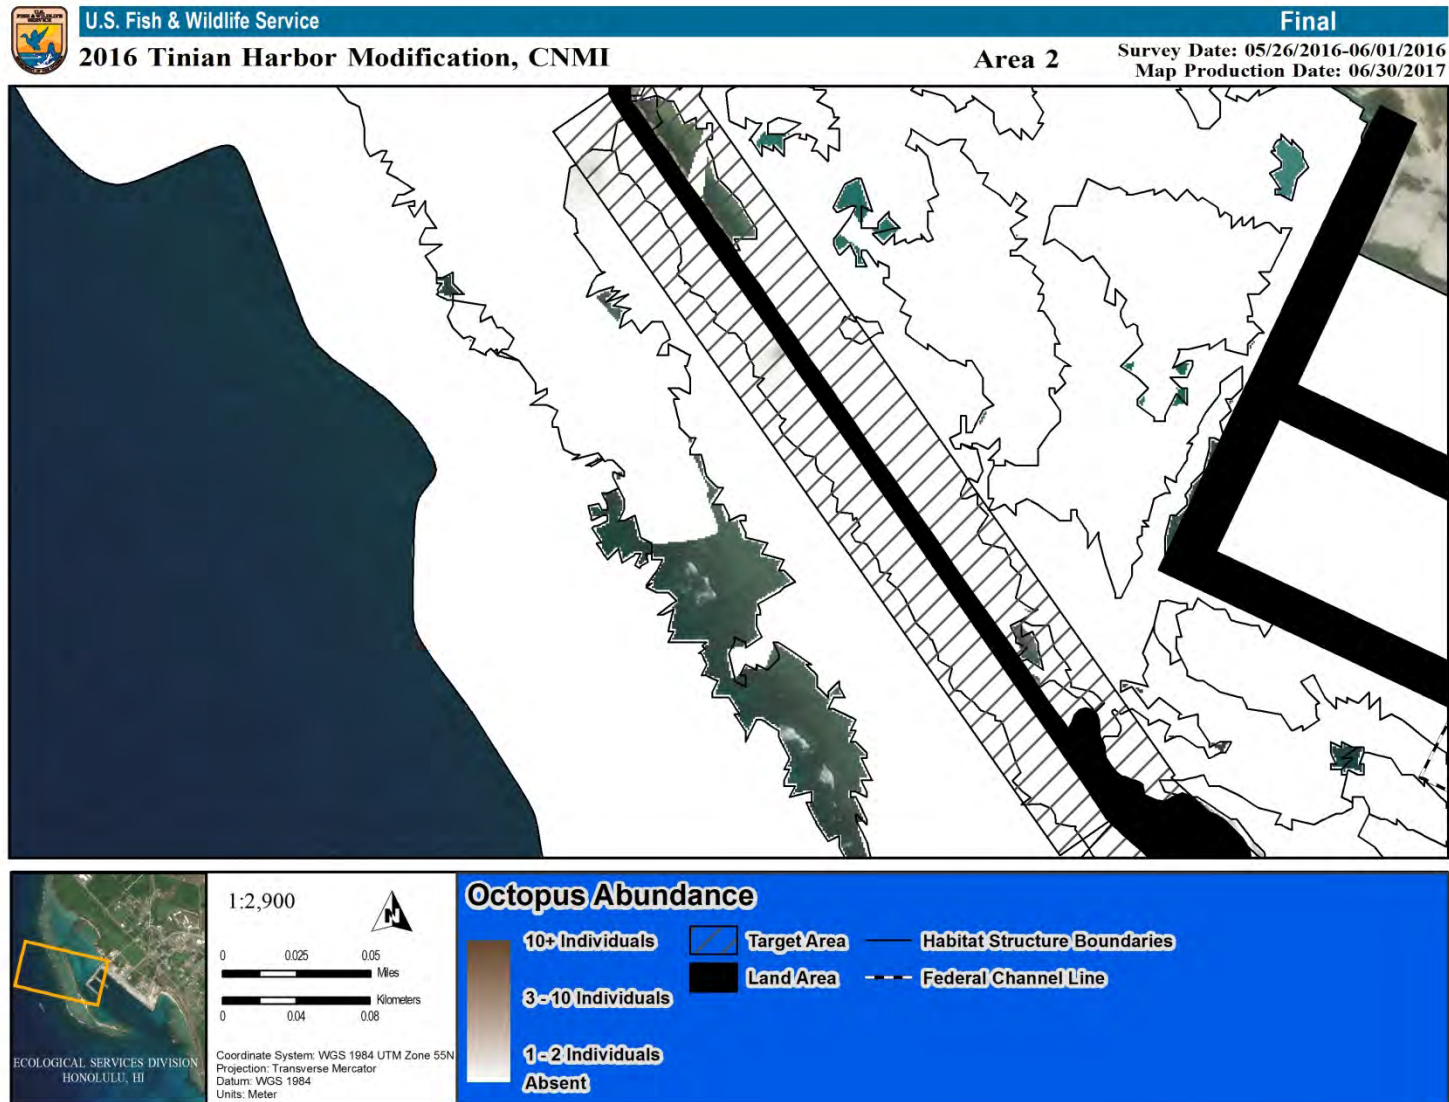 U.S.
FISH & WILDLIFE
SERVICE
U.S. Fish & Wildlife Service
Final
2016 Tinian Harbor Modification, CNMI
Area 2
Survey Date: 05/26/2016-06/01/2016
Map Production Date: 06/30/2017
ECOLOGICAL SERVICES DIVISION
HONOLULU, HI
1:2,900
N
0 0.025 0.05
Miles
Kilometers
0 0.04 0.08
Coordinate System: WGS 1984 UTM Zone 55N
Projection: Transverse Mercator
Datum: WGS 1984
Units: Meter
Octopus Abundance
10+ Individuals
3 - 10 Individuals
1 - 2 Individuals
Absent
Target Area
Land Area
Habitat Structure Boundaries
Federal Channel Line